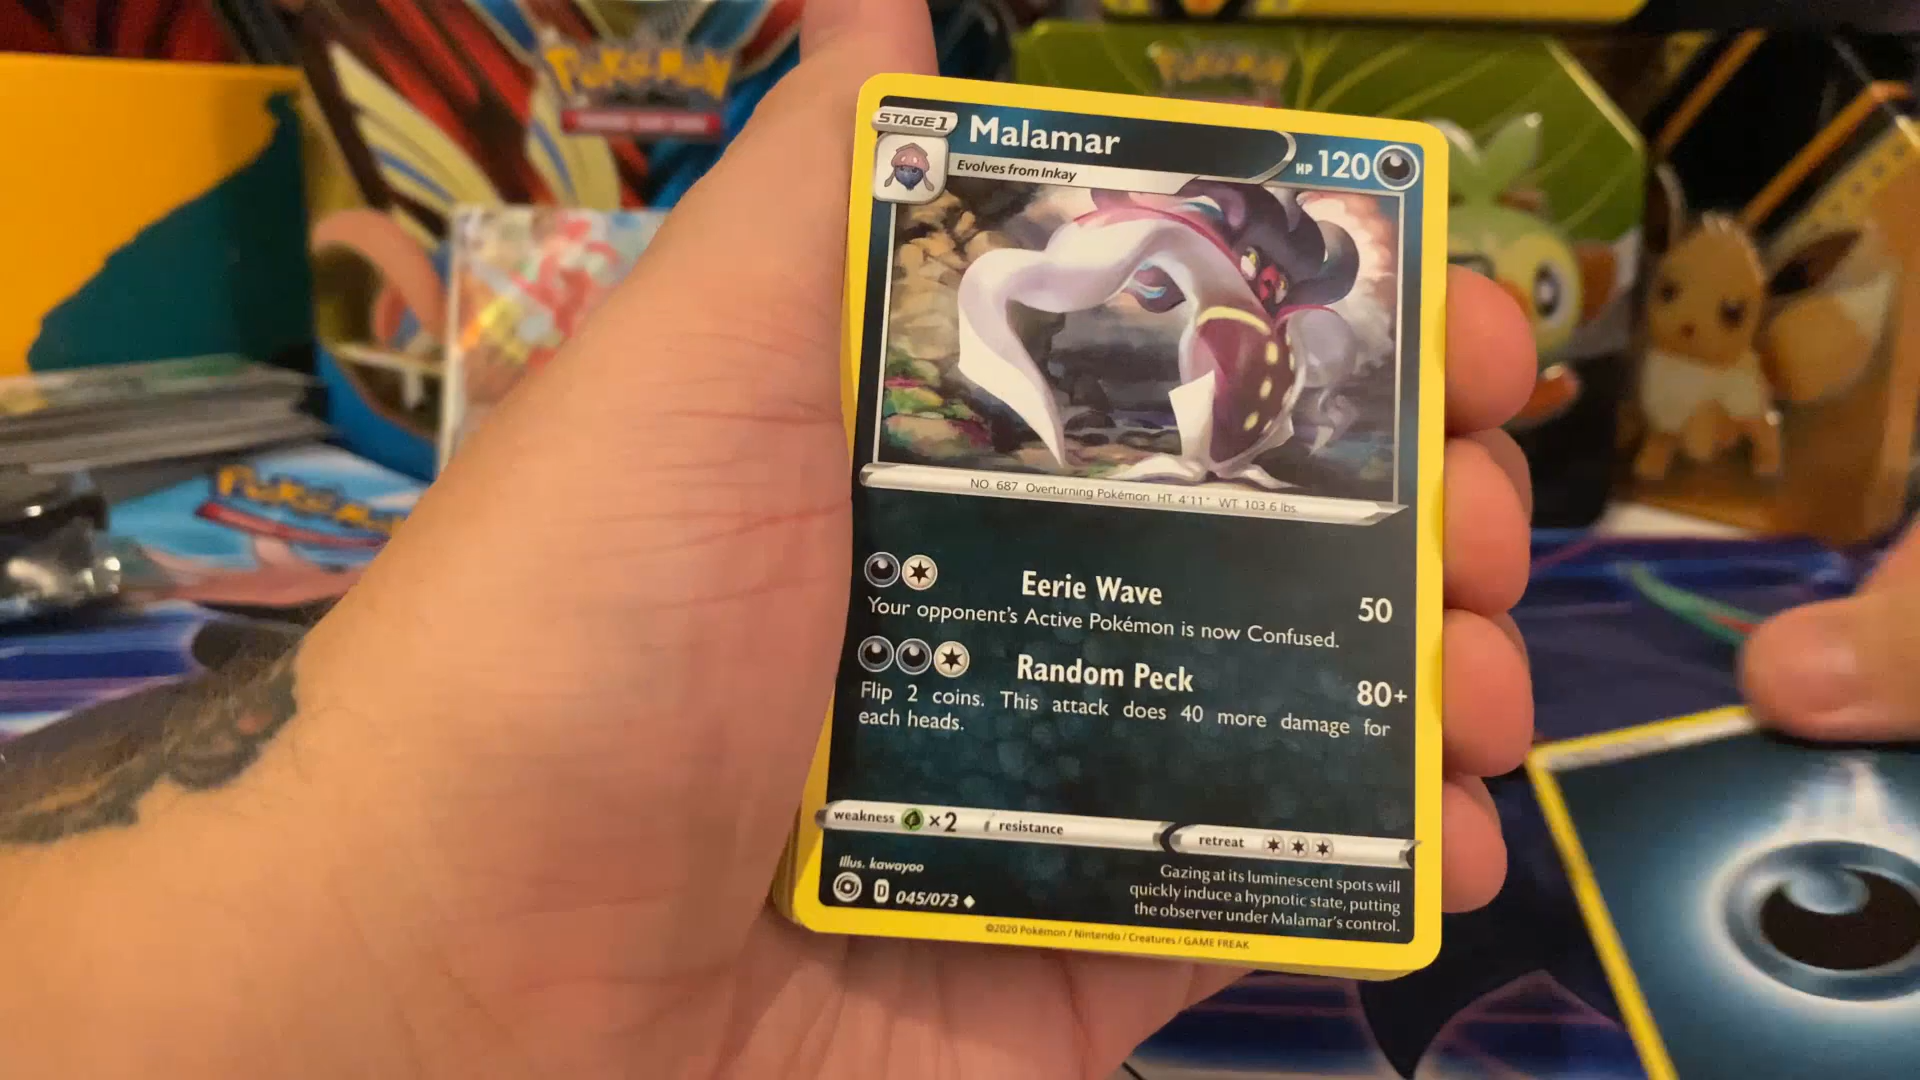 Pokémon
Pokémon
Pokémon
STAGE 1
Malamar
HP 120
Evolves from Inkay
NO. 687 Overturning Pokémon HT. 4'11" WT. 103.6 lbs.
Eerie Wave 50
Your opponent's Active Pokémon is now Confused.
Random Peck 80+
Flip 2 coins. This attack does 40 more damage for
each heads.
weakness ×2 resistance retreat
Illus. kawayoo
D 045/073
Gazing at its luminescent spots will
quickly induce a hypnotic state, putting
the observer under Malamar's control.
©2020 Pokémon / Nintendo / Creatures / GAME FREAK